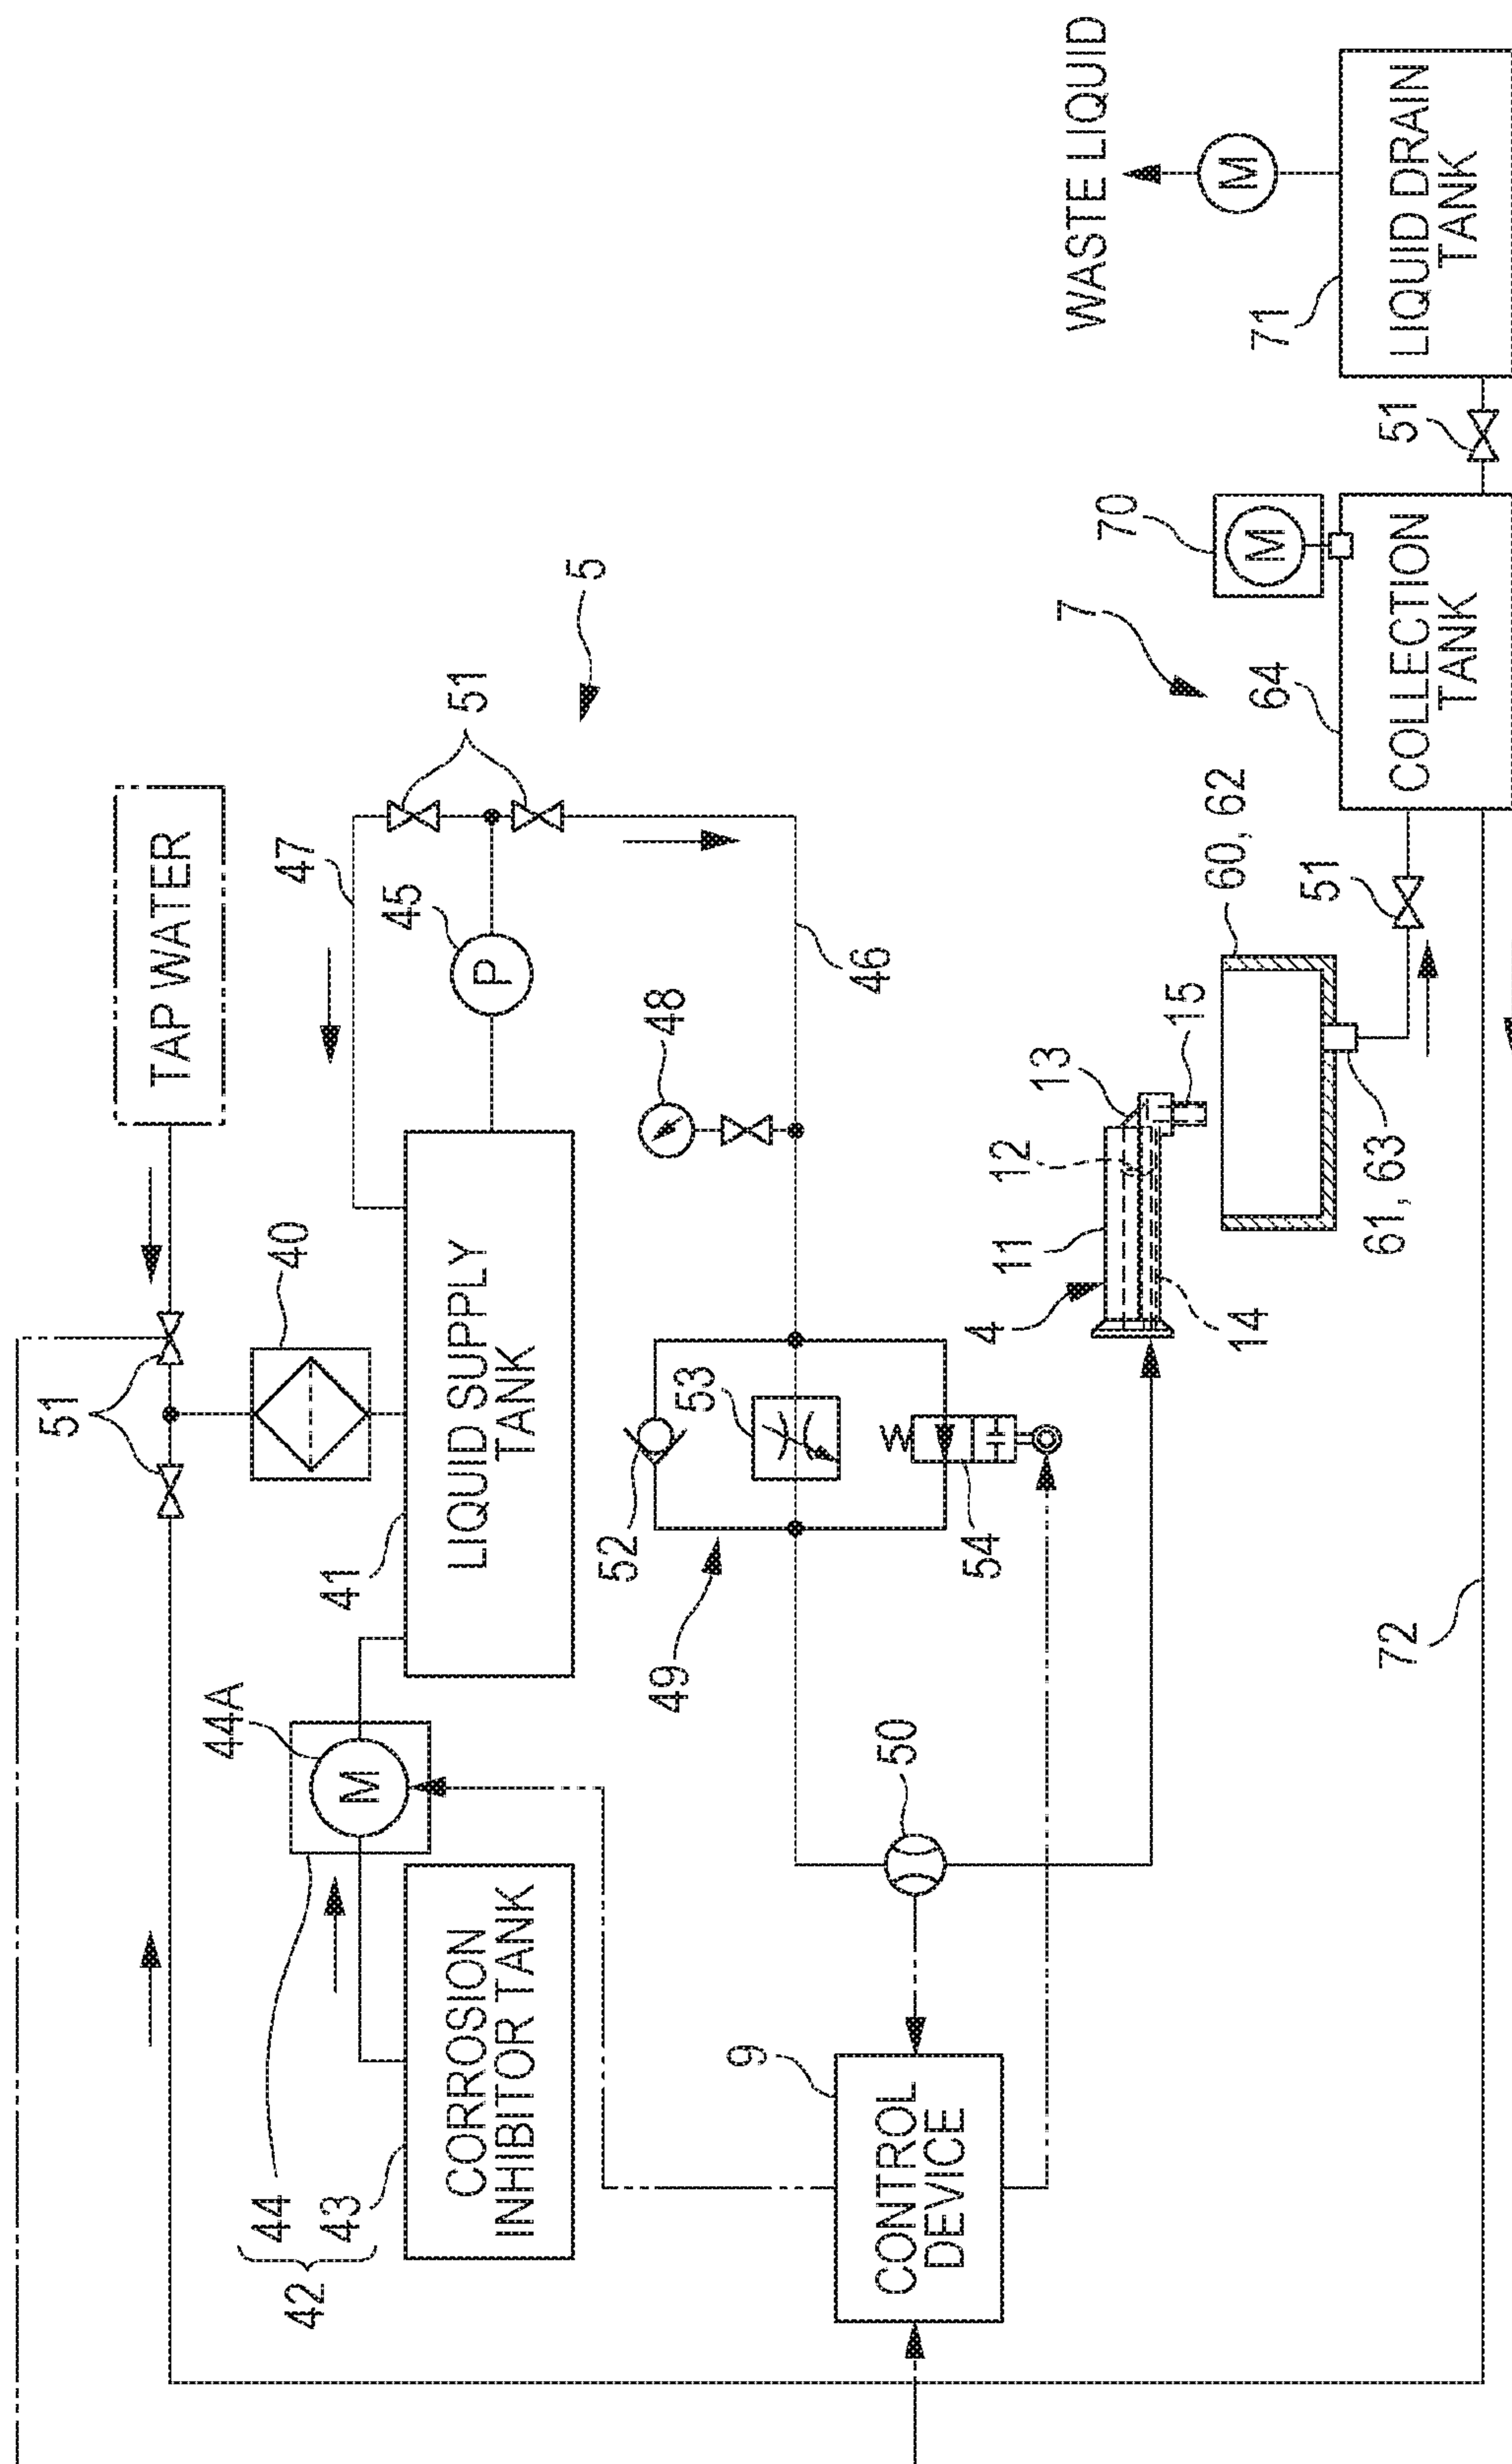 TAP WATER
51
40
47
51
5
45
44A
41
LIQUID SUPPLY
TANK
P
M
44
43
42
CORROSION
INHIBITOR TANK
48
46
52
53
54
49
50
9
CONTROL
DEVICE
4
11
12
13
14
15
60, 62
61, 63
51
7
64
70
M
COLLECTION
TANK
51
71
LIQUID DRAIN
TANK
M
WASTE LIQUID
72